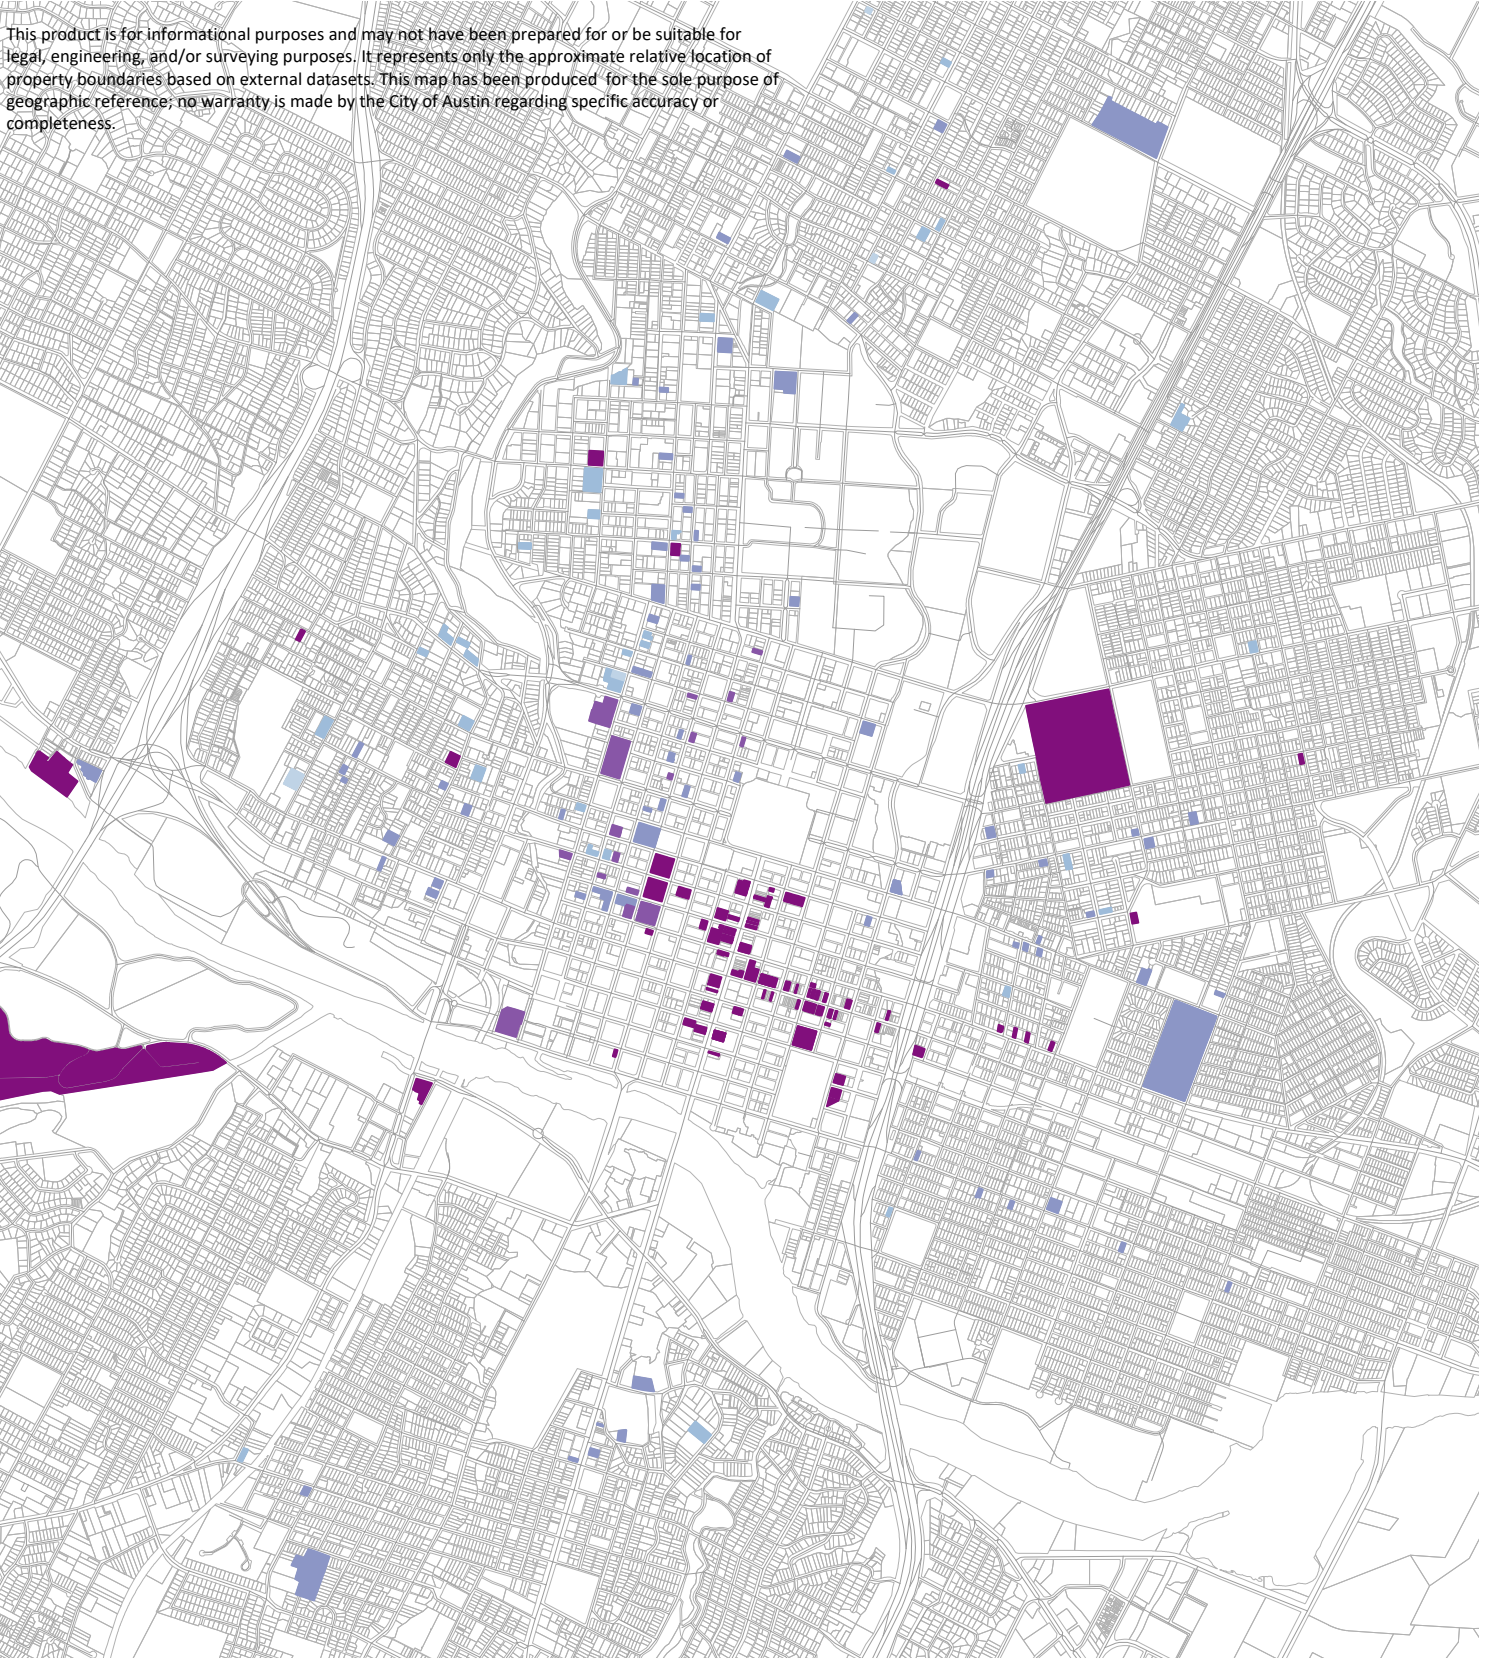 This product is for informational purposes and may not have been prepared for or be suitable for
legal, engineering, and/or surveying purposes. It represents only the approximate relative location of
property boundaries based on external datasets. This map has been produced for the sole purpose of
geographic reference; no warranty is made by the City of Austin regarding specific accuracy or
completeness.